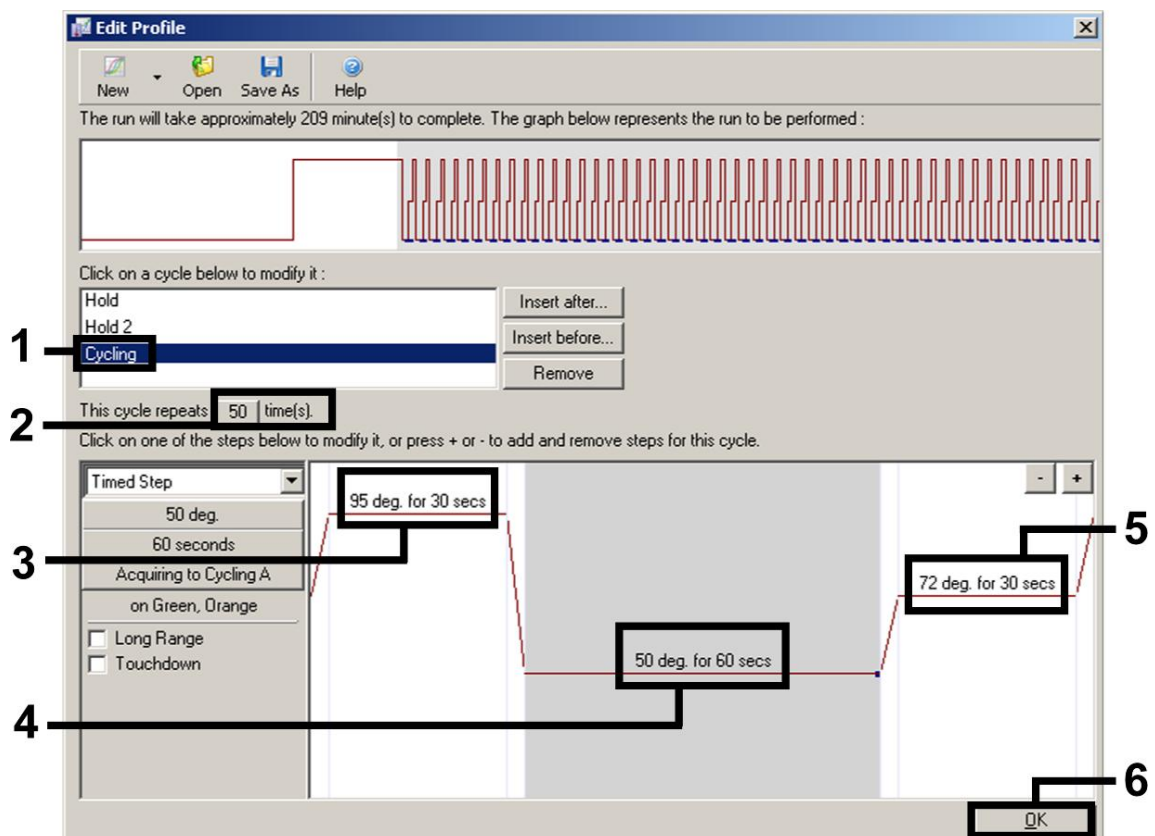 Edit Profile
New Open Save As Help
The run will take approximately 209 minute(s) to complete. The graph below represents the run to be performed :
Click on a cycle below to modify it :
Hold
Hold 2
Cycling
Insert after...
Insert before...
Remove
1
This cycle repeats 50 time(s).
2
Click on one of the steps below to modify it, or press + or - to add and remove steps for this cycle.
Timed Step
50 deg.
60 seconds
Acquiring to Cycling A
on Green, Orange
Long Range
Touchdown
95 deg. for 30 secs
3
50 deg. for 60 secs
4
- +
72 deg. for 30 secs
5
OK
6